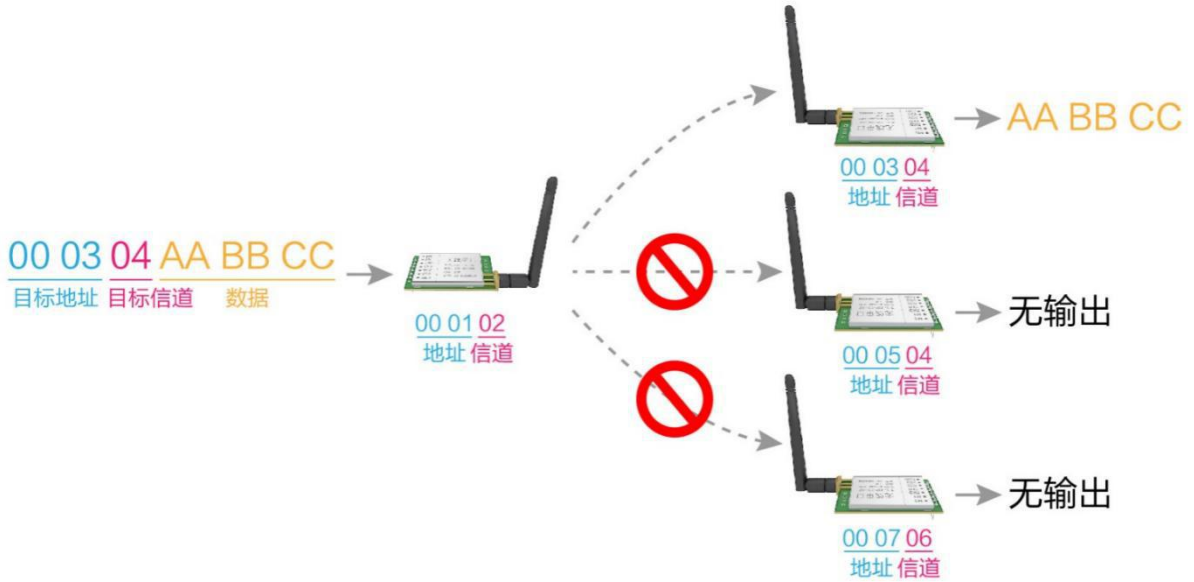 00 03 04 AA BB CC
目标地址 目标信道 数据
00 01 02
地址 信道
AA BB CC
00 03 04
地址 信道
无输出
00 05 04
地址 信道
无输出
00 07 06
地址 信道